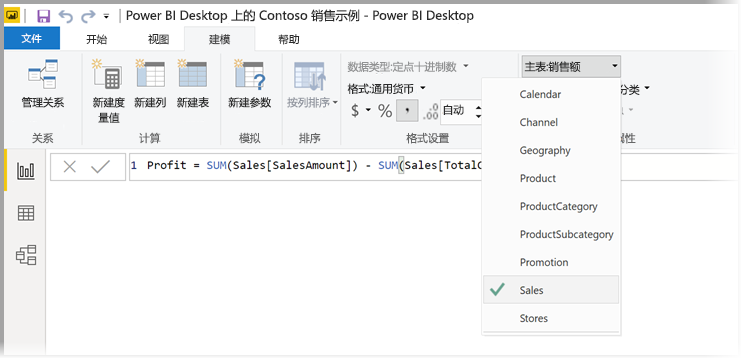 Power BI Desktop 上的 Contoso 销售示例 - Power BI Desktop
文件 开始 视图 建模 帮助
数据类型:定点十进制数
主表:销售额
格式:通用货币
分类
$ % , .00 自动
管理关系 新建度量值 新建列 新建表 新建参数 按列排序
关系 计算 模拟 排序 格式设置 属性
1 Profit = SUM(Sales[SalesAmount]) - SUM(Sales[TotalC
Calendar
Channel
Geography
Product
ProductCategory
ProductSubcategory
Promotion
Sales
Stores